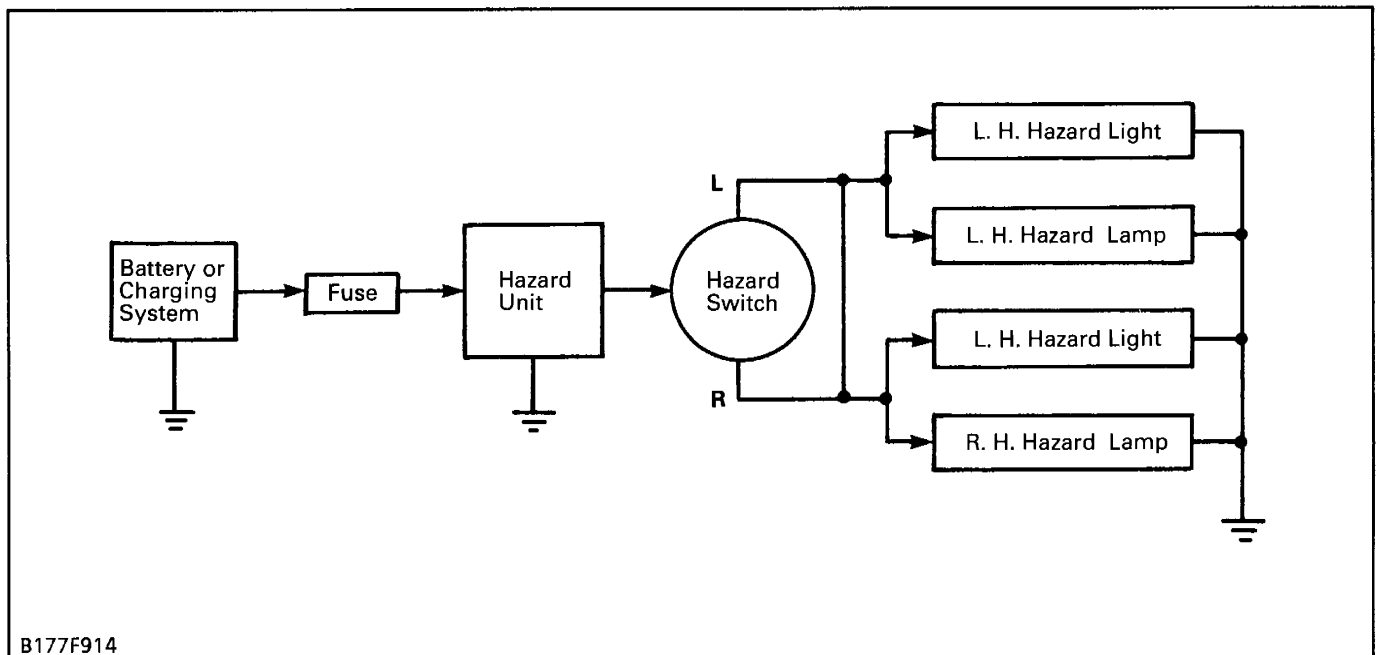 L. H. Hazard Light
L
L. H. Hazard Lamp
Battery or
Charging
System
Fuse
Hazard
Unit
Hazard
Switch
L. H. Hazard Light
R
R. H. Hazard Lamp
B177F914